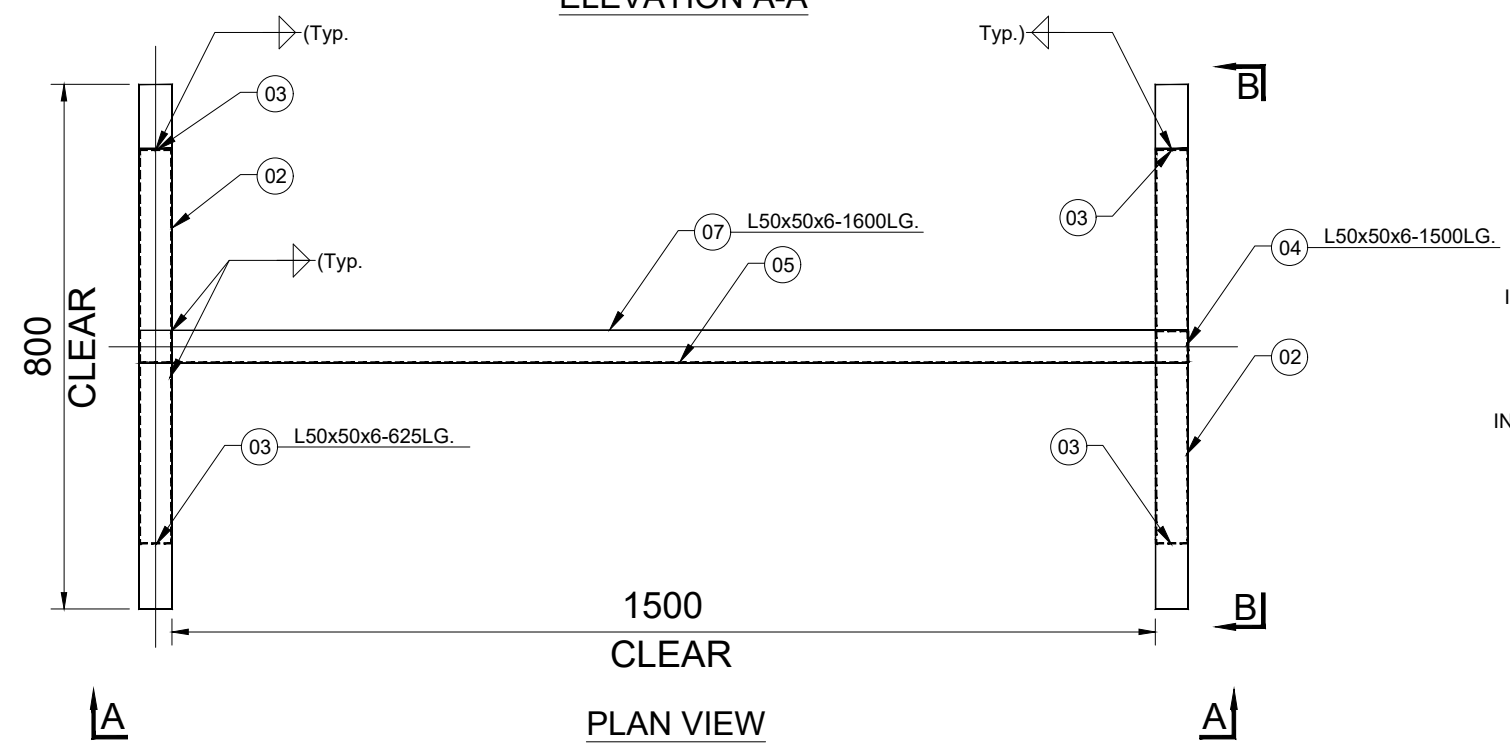 ELEVATION A-A
(Typ.
Typ.)
B
03
02
03
07 L50x50x6-1600LG.
04 L50x50x6-1500LG.
(Typ.
05
800
CLEAR
02
IN
03 L50x50x6-625LG.
03
1500
CLEAR
B
A
PLAN VIEW
A